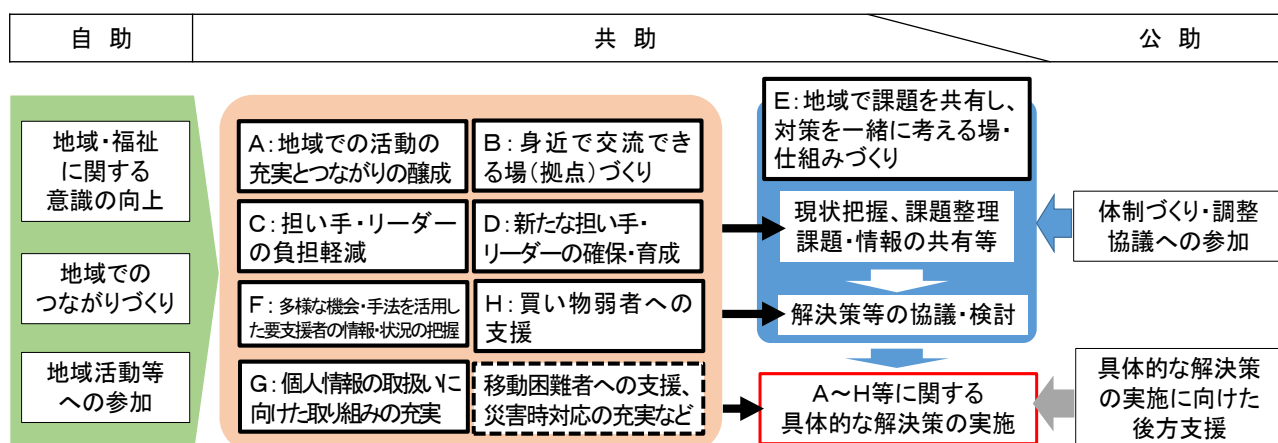 自 助
共 助
公 助
地域・福祉
に関する
意識の向上
地域での
つながりづくり
地域活動等
への参加
A：地域での活動の
充実とつながりの醸成
B：身近で交流でき
る場（拠点）づくり
C：担い手・リーダー
の負担軽減
D：新たな担い手・
リーダーの確保・育成
F：多様な機会・手法を活用し
た要支援者の情報・状況の把握
H：買い物弱者への
支援
G：個人情報の取扱いに
向けた取り組みの充実
移動困難者への支援、
災害時対応の充実など
E：地域で課題を共有し、
対策を一緒に考える場・
仕組みづくり
現状把握、課題整理
課題・情報の共有等
解決策等の協議・検討
A～H等に関する
具体的な解決策の実施
体制づくり・調整
協議への参加
具体的な解決策
の実施に向けた
後方支援